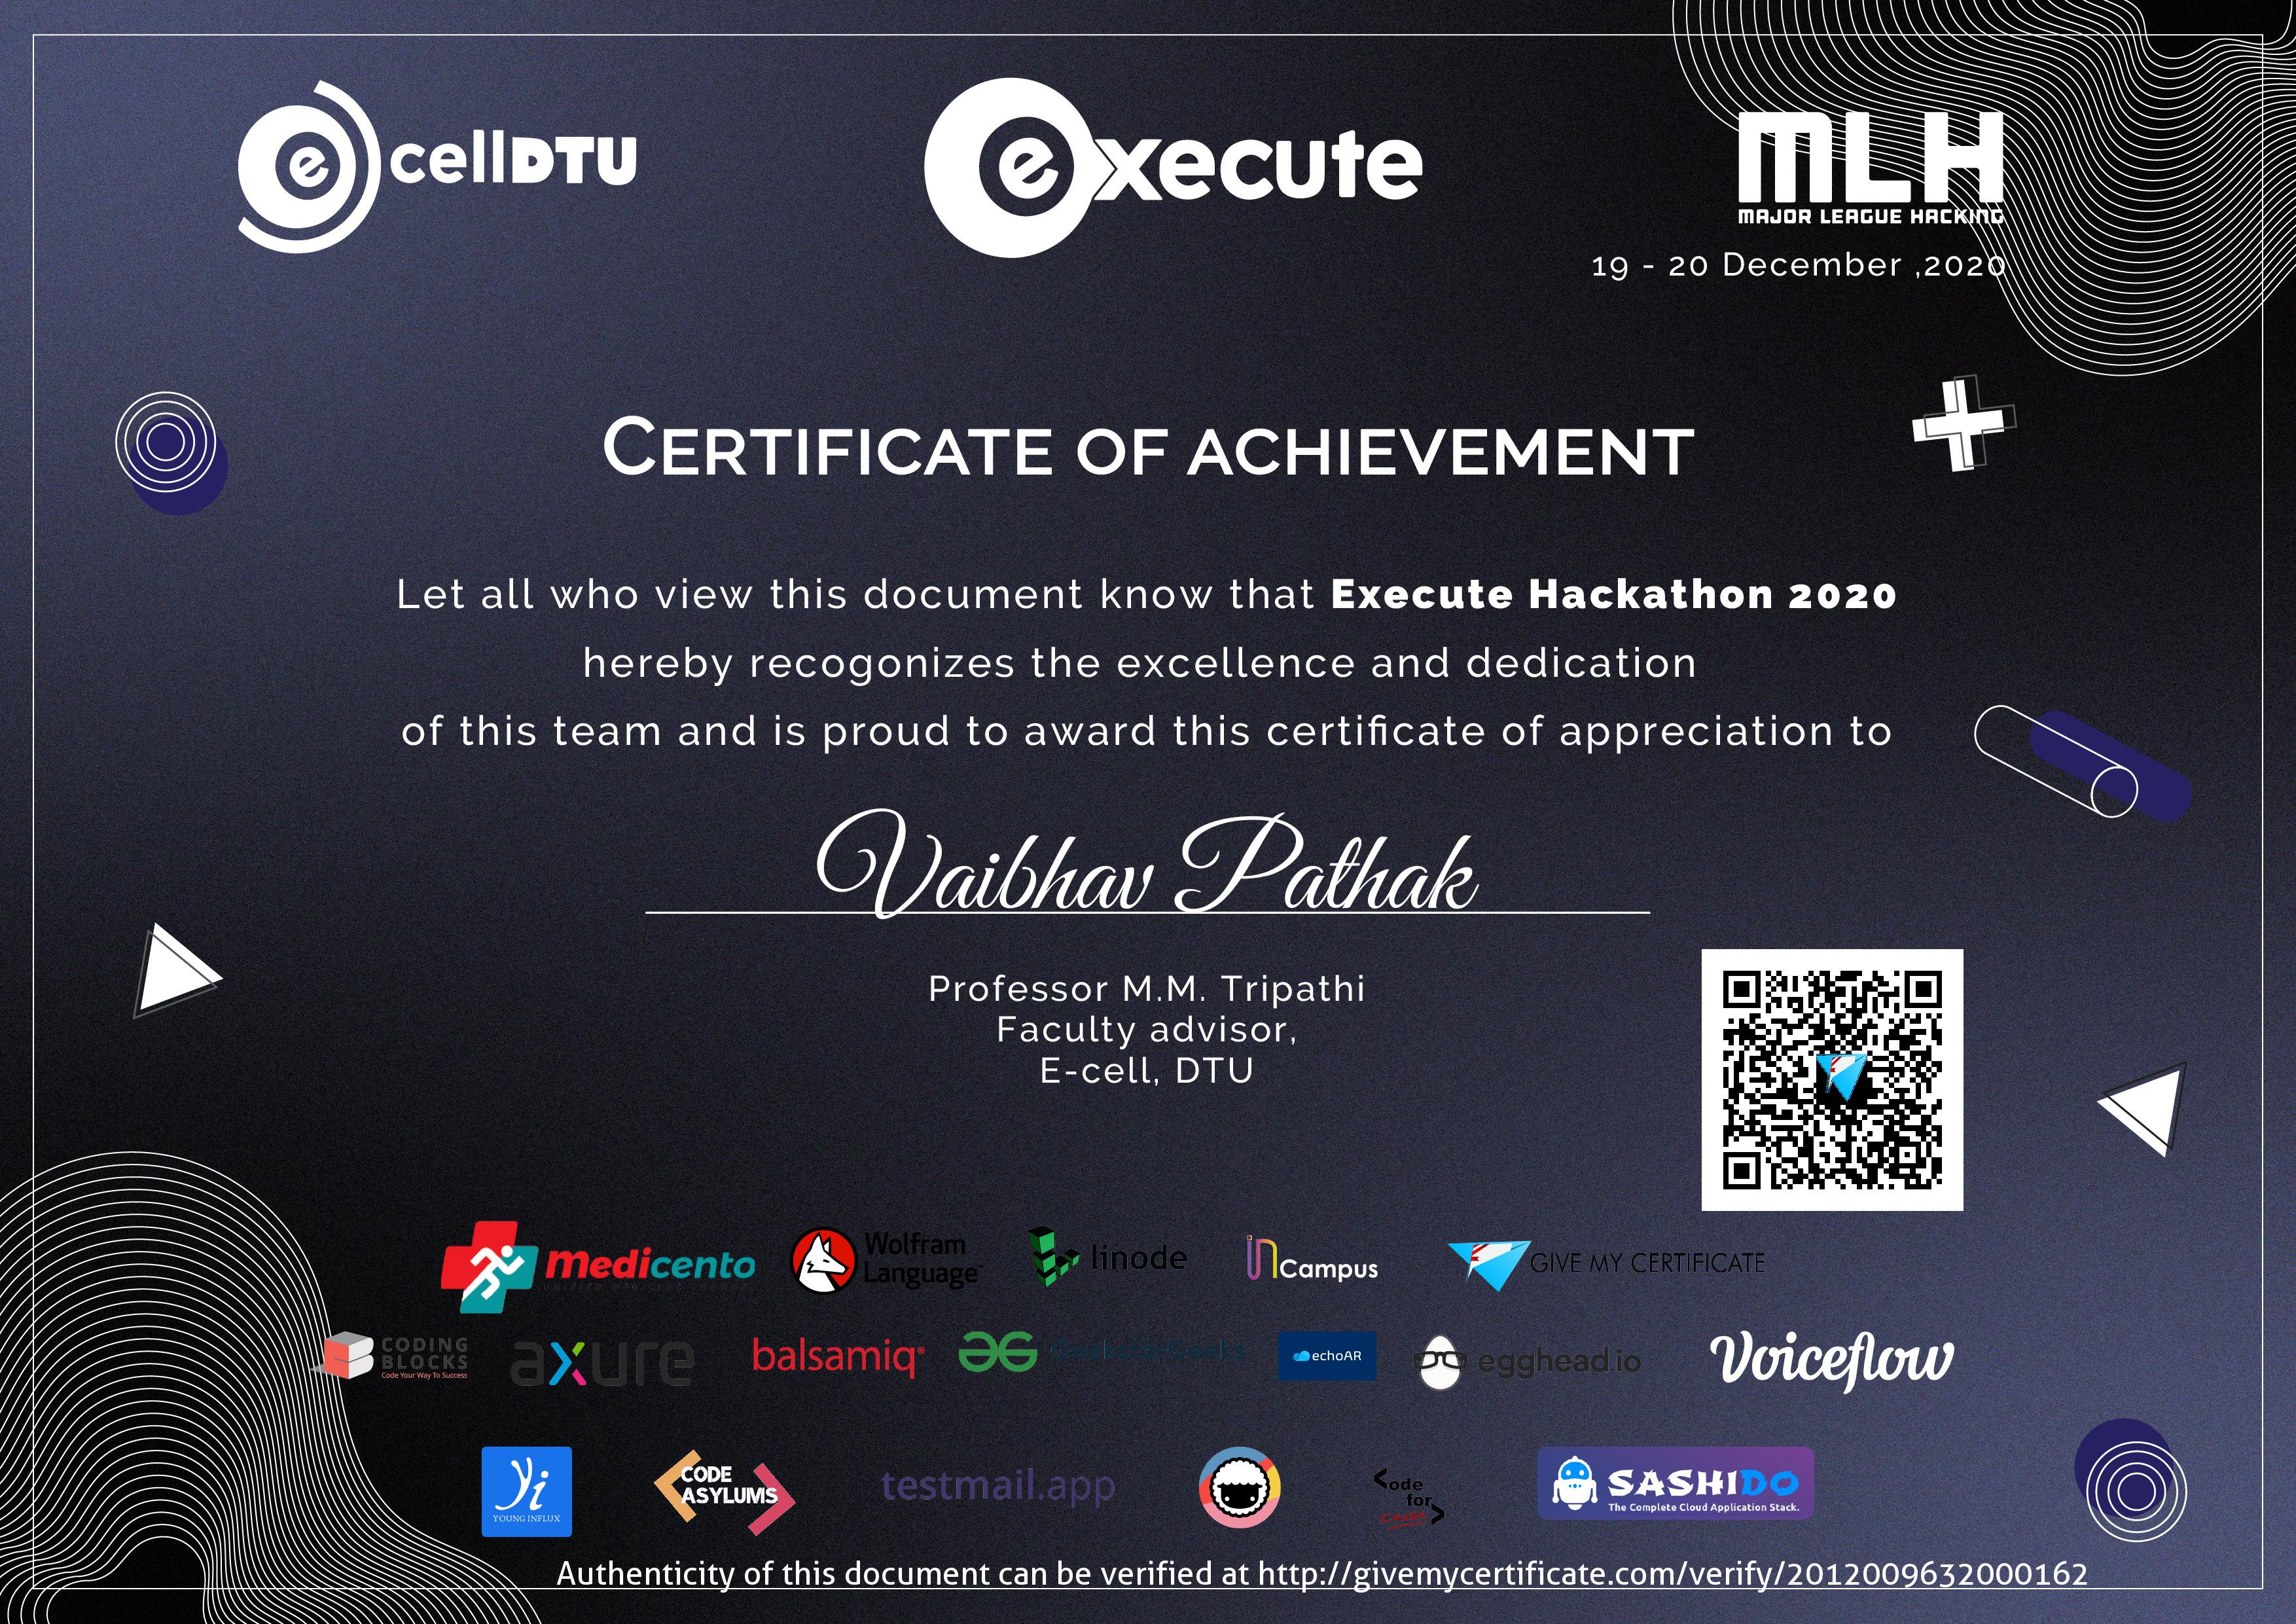 e cellDTU
execute
MLH
MAJOR LEAGUE HACKING
19 - 20 December ,2020
CERTIFICATE OF ACHIEVEMENT
Let all who view this document know that Execute Hackathon 2020
hereby recogonizes the excellence and dedication
of this team and is proud to award this certificate of appreciation to
Vaibhav Pathak
Professor M.M. Tripathi
Faculty advisor,
E-cell, DTU
medicento
Wolfram
Language™
linode
inCampus
GIVE MY CERTIFICATE
CODING
BLOCKS
Code Your Way To Success
axure
balsamiq®
GeeksforGeeks
echoAR
egghead.io
Voiceflow
Yi
YOUNG INFLUX
CODE
ASYLUMS
testmail.app
<ode
for>
Cause
SASHIDO
The Complete Cloud Application Stack.
Authenticity of this document can be verified at http://givemycertificate.com/verify/2012009632000162